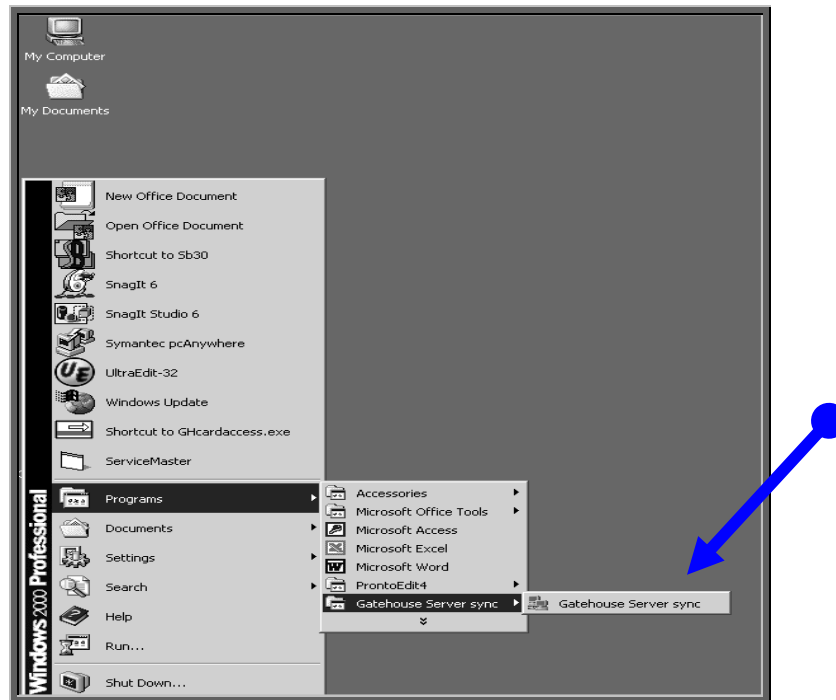 My Computer
My Documents
New Office Document
Open Office Document
Shortcut to Sb30
SnagIt 6
SnagIt Studio 6
Symantec pcAnywhere
UltraEdit-32
Windows Update
Shortcut to GHcardaccess.exe
ServiceMaster
Programs
Documents
Settings
Search
Help
Run...
Shut Down...
Windows 2000 Professional
Accessories
Microsoft Office Tools
Microsoft Access
Microsoft Excel
Microsoft Word
ProntoEdit4
Gatehouse Server sync
Gatehouse Server sync